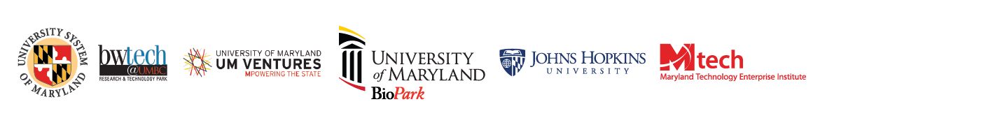 UNIVERSITY SYSTEM
OF MARYLAND
bwtech
@UMBC
RESEARCH & TECHNOLOGY PARK
UNIVERSITY OF MARYLAND
UM VENTURES
MPOWERING THE STATE
UNIVERSITY
of MARYLAND
BioPark
JOHNS HOPKINS
UNIVERSITY
Mtech
Maryland Technology Enterprise Institute